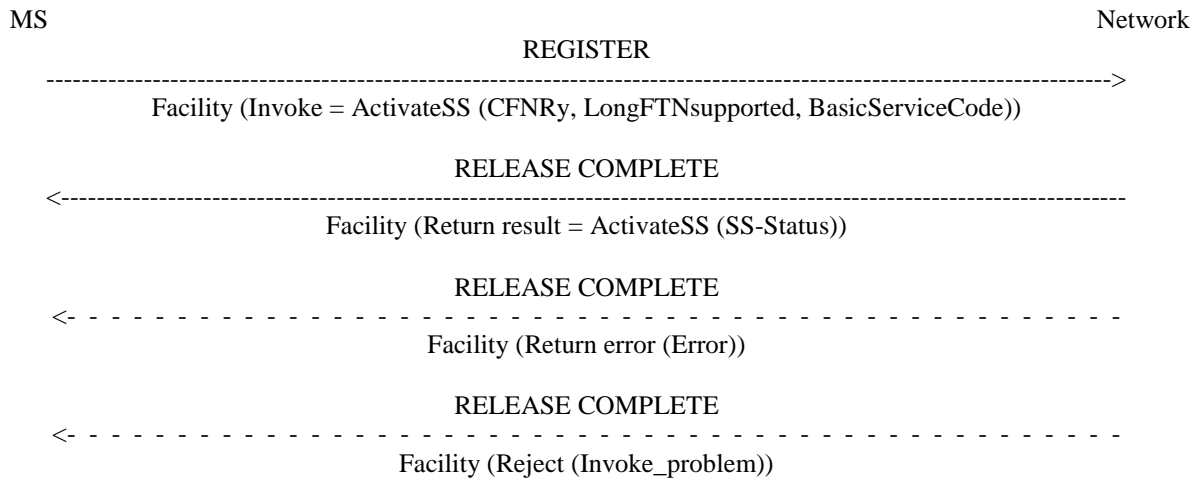 MS Network
REGISTER
Facility (Invoke = ActivateSS (CFNRy, LongFTNsupported, BasicServiceCode))
RELEASE COMPLETE
Facility (Return result = ActivateSS (SS-Status))
RELEASE COMPLETE
Facility (Return error (Error))
RELEASE COMPLETE
Facility (Reject (Invoke_problem))